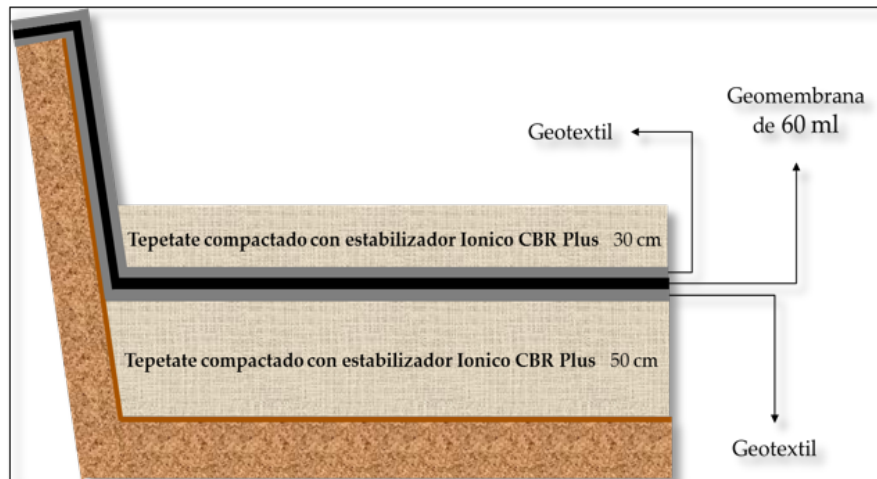 Geomembrana
de 60 ml
Geotextil
Tepetate compactado con estabilizador Ionico CBR Plus 30 cm
Tepetate compactado con estabilizador Ionico CBR Plus 50 cm
Geotextil